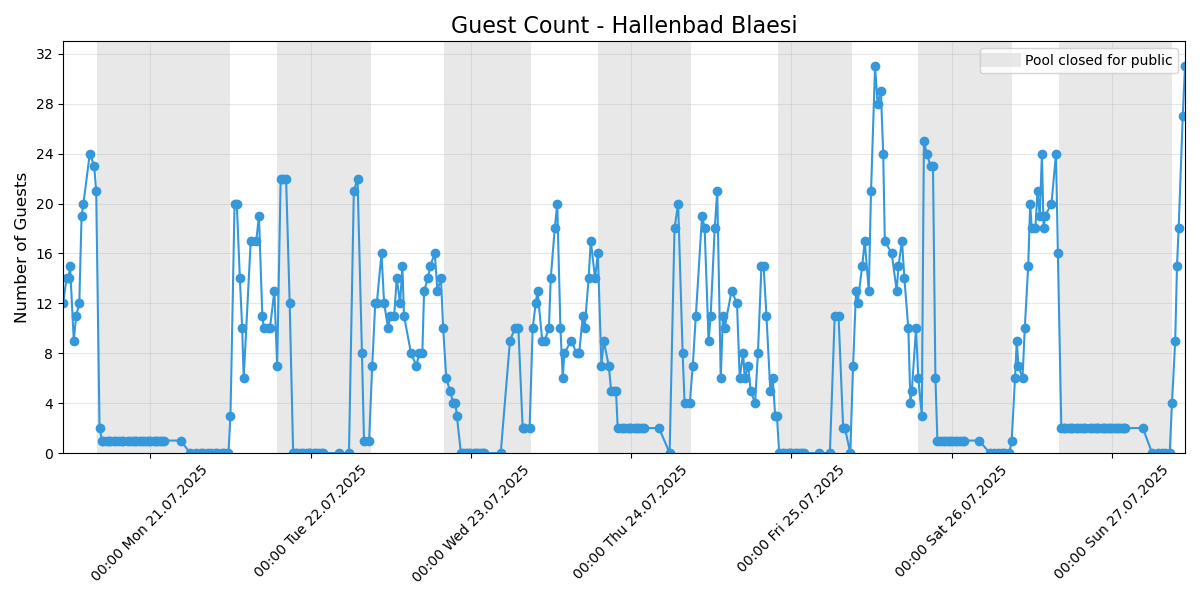 Guest Count - Hallenbad Blaesi
Pool closed for public
Number of Guests
32
28
24
20
16
12
8
4
0
00:00 Mon 21.07.2025
00:00 Tue 22.07.2025
00:00 Wed 23.07.2025
00:00 Thu 24.07.2025
00:00 Fri 25.07.2025
00:00 Sat 26.07.2025
00:00 Sun 27.07.2025